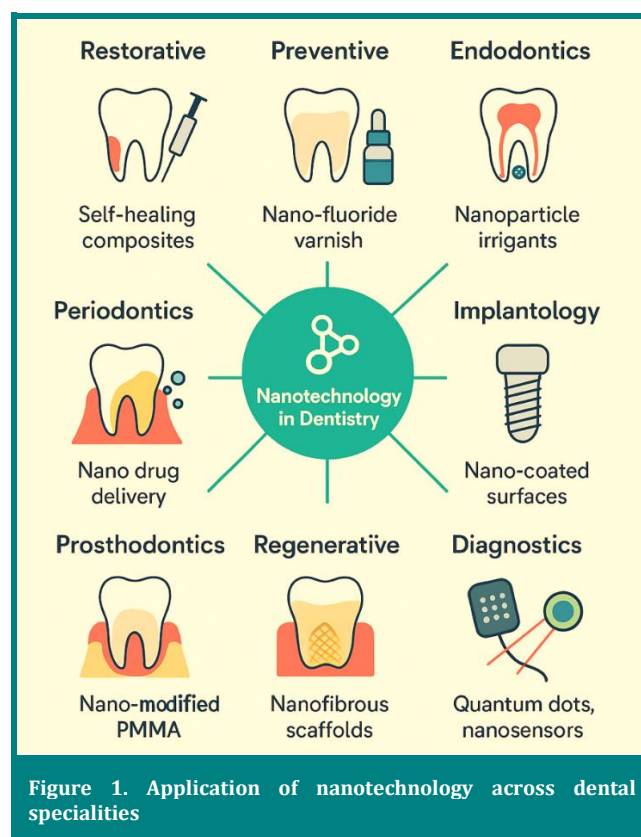 Restorative
Preventive
Endodontics
Self-healing
composites
Nano-fluoride
varnish
Nanoparticle
irrigants
Periodontics
Nanotechnology
in Dentistry
Implantology
Nano drug
delivery
Nano-coated
surfaces
Prosthodontics
Regenerative
Diagnostics
Nano-modified
PMMA
Nanofibrous
scaffolds
Quantum dots,
nanosensors
Figure 1. Application of nanotechnology across dental
specialities